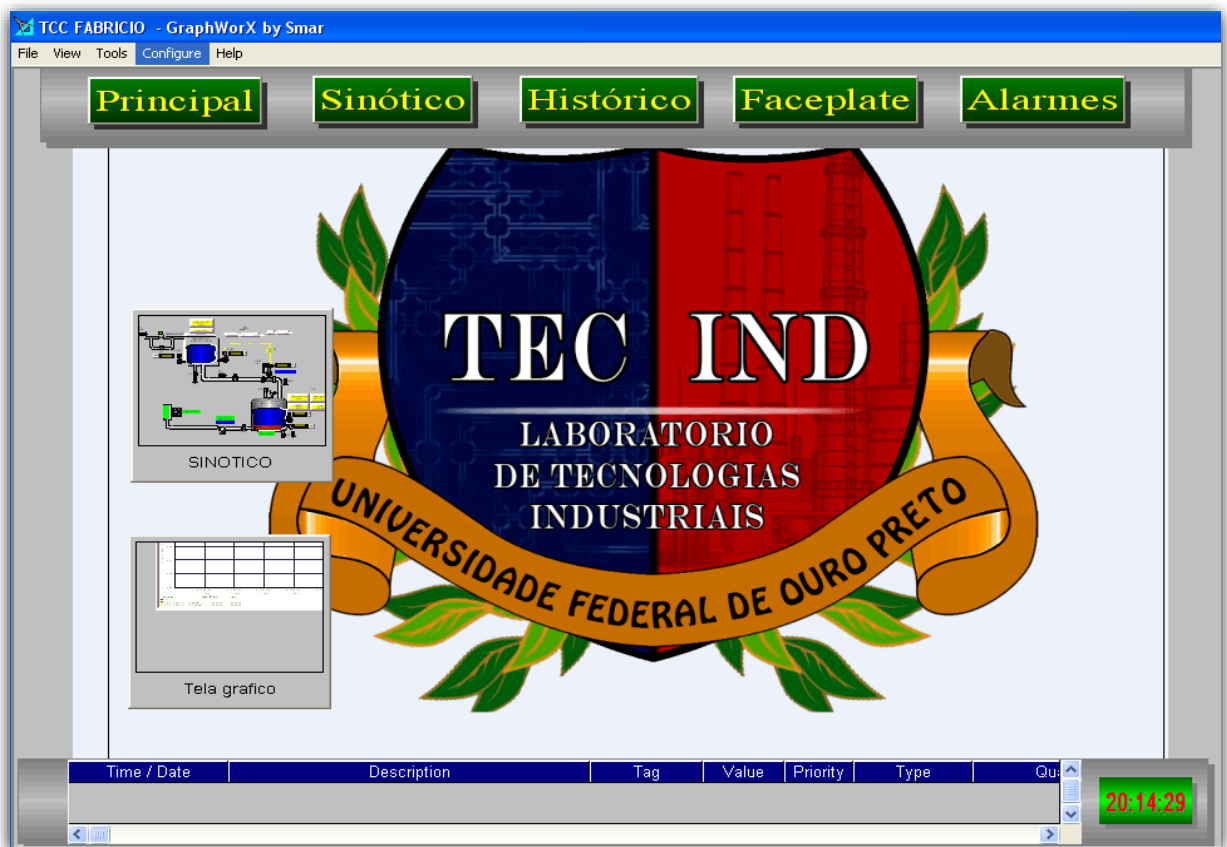 TCC FABRICIO - GraphWorX by Smar
File View Tools Configure Help
Principal Sinótico Histórico Faceplate Alarmes
TEC IND
LABORATORIO
DE TECNOLOGIAS
INDUSTRIAIS
UNIVERSIDADE FEDERAL DE OURO PRETO
SINOTICO
Tela grafico
Time / Date Description Tag Value Priority Type
20:14:29